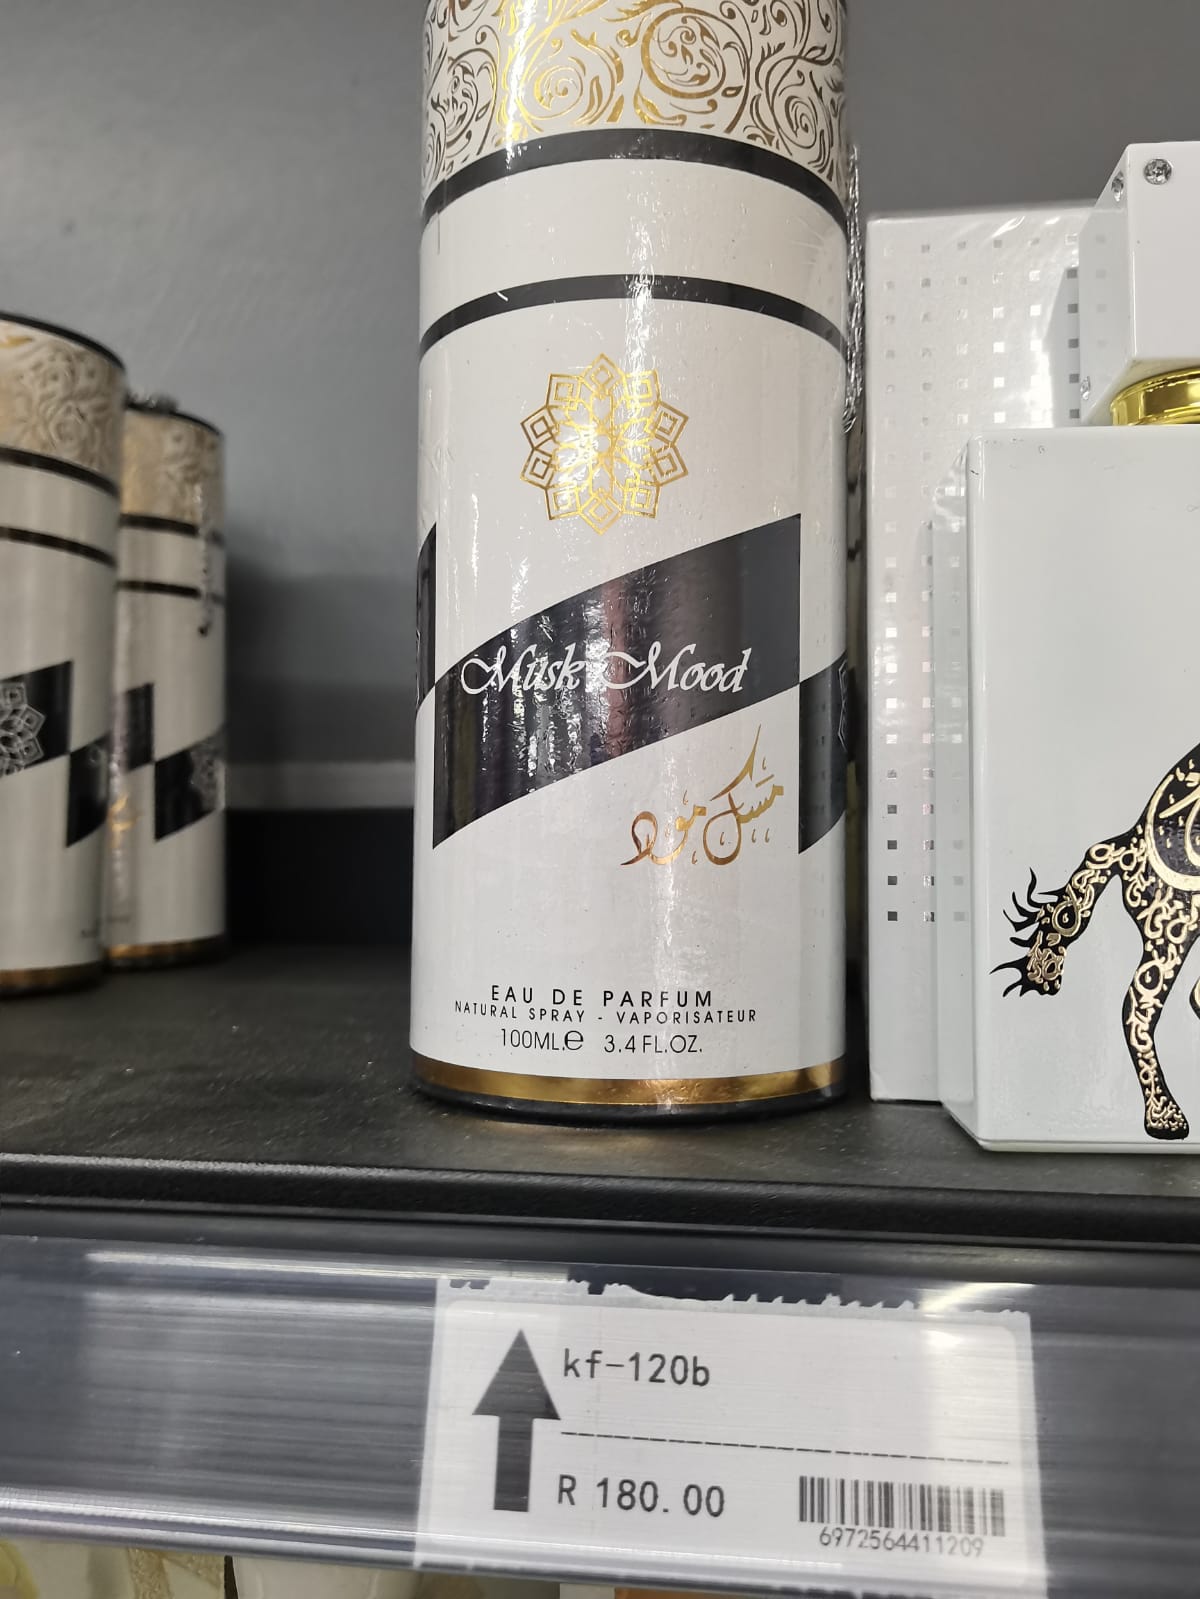 Musk Mood
مسك مود
EAU DE PARFUM
NATURAL SPRAY - VAPORISATEUR
100ML.e 3.4 FL.OZ.
kf-120b
R 180.00
6972564411209